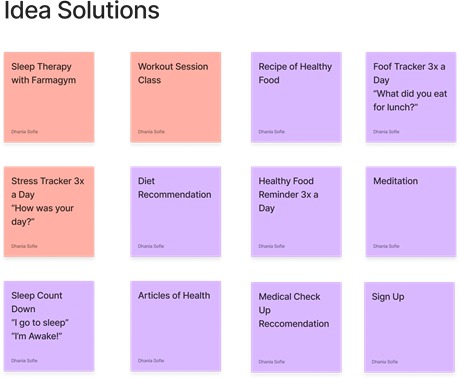 Idea Solutions
Sleep Therapy
with Farmagym
Dhania Sofie
Workout Session
Class
Dhania Sofie
Recipe of Healthy
Food
Dhania Sofie
Foof Tracker 3x a
Day
“What did you eat
for lunch?”
Dhania Sofie
Stress Tracker 3x
a Day
“How was your
day?”
Dhania Sofie
Diet
Recommendation
Dhania Sofie
Healthy Food
Reminder 3x a
Day
Dhania Sofie
Meditation
Dhania Sofie
Sleep Count
Down
“I go to sleep”
“I’m Awake!”
Dhania Sofie
Articles of Health
Dhania Sofie
Medical Check
Up
Reccomendation
Dhania Sofie
Sign Up
Dhania Sofie